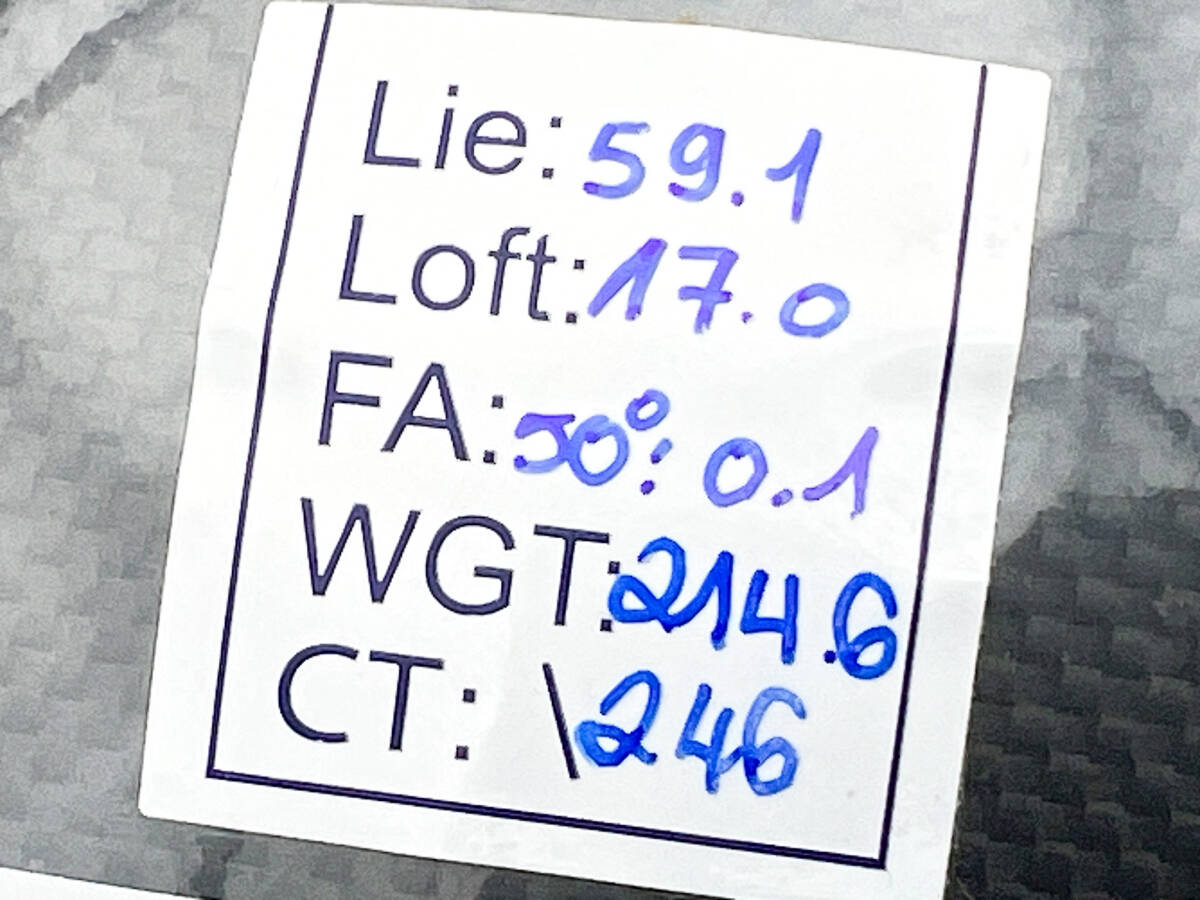 Lie: 59.1
Loft: 17.0
FA: 50°: 0.1
WGT: 214.6
CT: \246